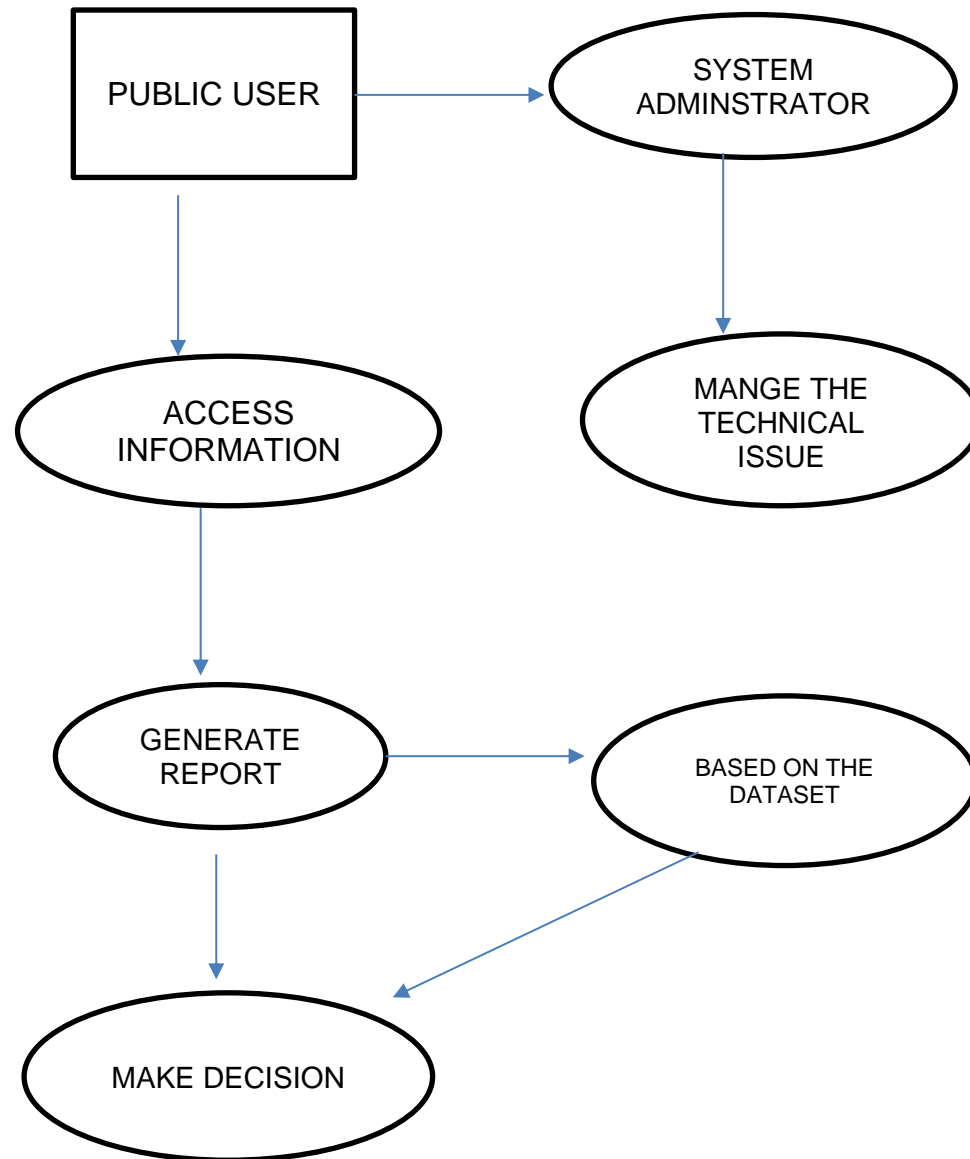 PUBLIC USER
SYSTEM
ADMINSTRATOR
ACCESS
INFORMATION
MANGE THE
TECHNICAL
ISSUE
GENERATE
REPORT
BASED ON THE
DATASET
MAKE DECISION